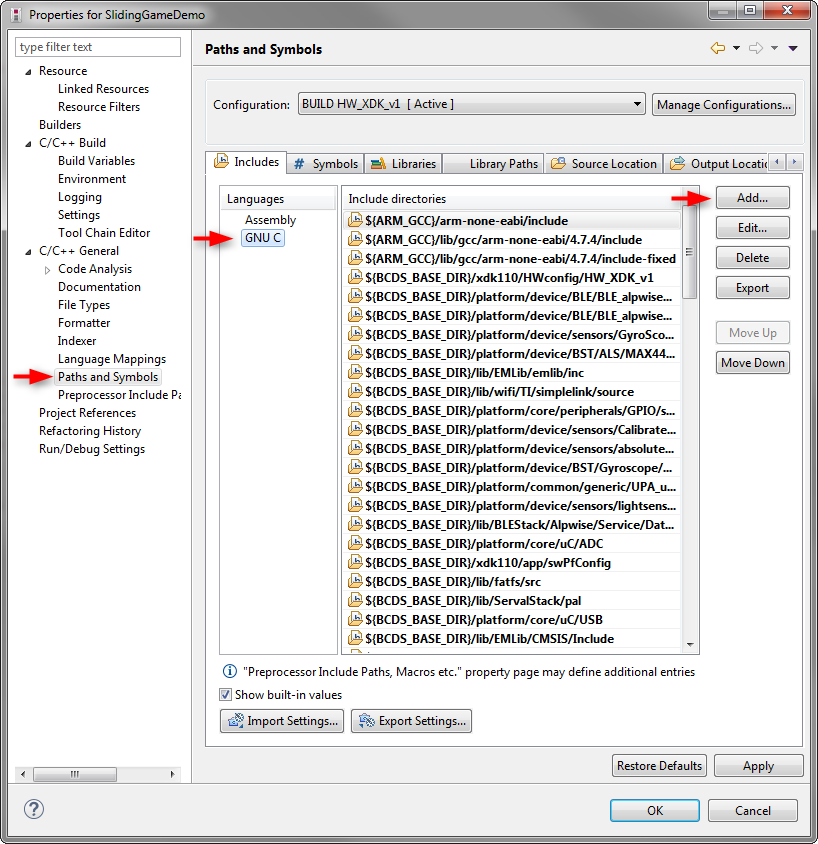 Properties for SlidingGameDemo
type filter text
Resource
Linked Resources
Resource Filters
Builders
C/C++ Build
Build Variables
Environment
Logging
Settings
Tool Chain Editor
C/C++ General
Code Analysis
Documentation
File Types
Formatter
Indexer
Language Mappings
Paths and Symbols
Preprocessor Include Pa
Project References
Refactoring History
Run/Debug Settings
Paths and Symbols
Configuration: BUILD HW_XDK_v1 [ Active ] Manage Configurations...
Includes # Symbols Libraries Library Paths Source Location Output Locatio
Languages
Assembly
GNU C
Include directories
${ARM_GCC}/arm-none-eabi/include
${ARM_GCC}/lib/gcc/arm-none-eabi/4.7.4/include
${ARM_GCC}/lib/gcc/arm-none-eabi/4.7.4/include-fixed
${BCDS_BASE_DIR}/xdk110/HWconfig/HW_XDK_v1
${BCDS_BASE_DIR}/platform/device/BLE/BLE_alpwise...
${BCDS_BASE_DIR}/platform/device/BLE/BLE_alpwise...
${BCDS_BASE_DIR}/platform/device/sensors/GyroSco...
${BCDS_BASE_DIR}/platform/device/BST/ALS/MAX44...
${BCDS_BASE_DIR}/lib/EMLib/emlib/inc
${BCDS_BASE_DIR}/lib/wifi/TI/simplelink/source
${BCDS_BASE_DIR}/platform/core/peripherals/GPIO/s...
${BCDS_BASE_DIR}/platform/device/sensors/Calibrate...
${BCDS_BASE_DIR}/platform/device/sensors/absolute...
${BCDS_BASE_DIR}/platform/device/BST/Gyroscope/...
${BCDS_BASE_DIR}/platform/common/generic/UPA_u...
${BCDS_BASE_DIR}/platform/device/sensors/lightsens...
${BCDS_BASE_DIR}/lib/BLEStack/Alpwise/Service/Dat...
${BCDS_BASE_DIR}/platform/core/uC/ADC
${BCDS_BASE_DIR}/xdk110/app/swPfConfig
${BCDS_BASE_DIR}/lib/fatfs/src
${BCDS_BASE_DIR}/lib/ServalStack/pal
${BCDS_BASE_DIR}/platform/core/uC/USB
${BCDS_BASE_DIR}/lib/EMLib/CMSIS/Include
Add...
Edit...
Delete
Export
Move Up
Move Down
"Preprocessor Include Paths, Macros etc." property page may define additional entries
Show built-in values
Import Settings... Export Settings...
Restore Defaults Apply
OK Cancel